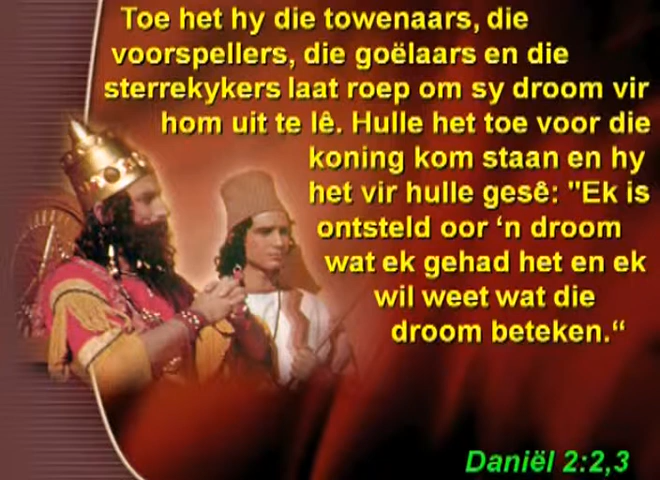 Toe het hy die towenaars, die
voorspellers, die goëlaars en die
sterrekykers laat roep om sy droom vir
hom uit te lê. Hulle het toe voor die
koning kom staan en hy
het vir hulle gesê: "Ek is
ontsteld oor ‘n droom
wat ek gehad het en ek
wil weet wat die
droom beteken.“
Daniël 2:2,3